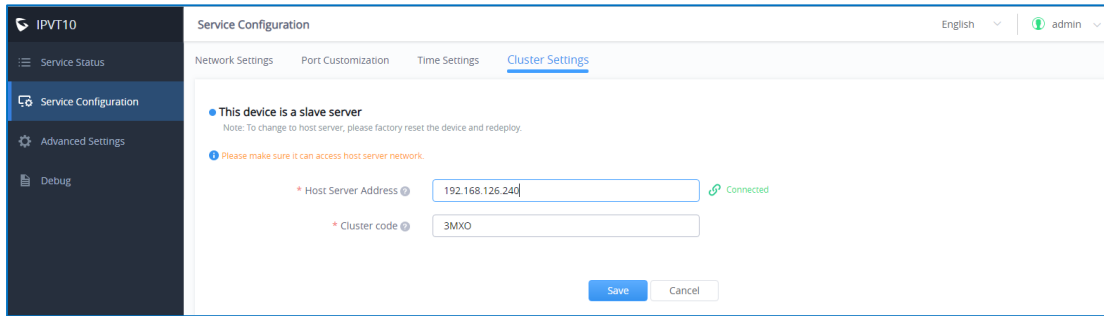 IPVT10
Service Configuration
English
admin
Service Status
Network Settings
Port Customization
Time Settings
Cluster Settings
Service Configuration
This device is a slave server
Note: To change to host server, please factory reset the device and redeploy.
Advanced Settings
Please make sure it can access host server network.
Debug
* Host Server Address
192.168.126.240
Connected
* Cluster code
3MXO
Save
Cancel